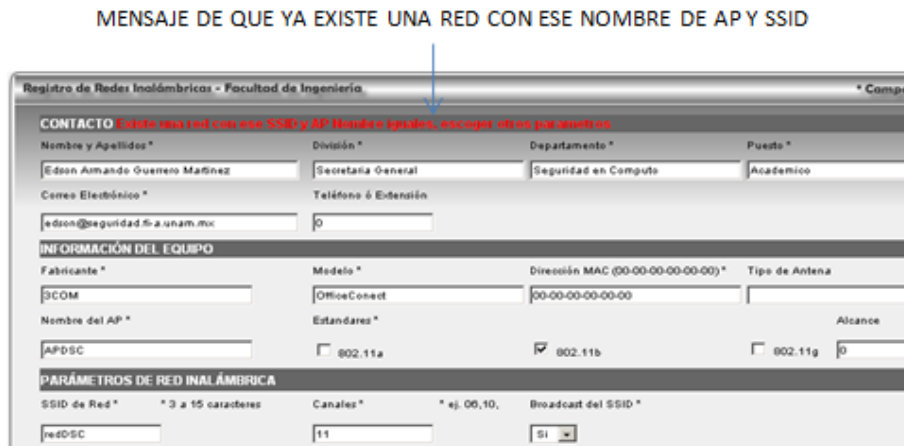 MENSAJE DE QUE YA EXISTE UNA RED CON ESE NOMBRE DE AP Y SSID
Registro de Redes Inalámbricas - Facultad de Ingeniería * Campo
CONTACTO Existe una red con ese SSID y AP Nombre iguales, escoger otros parametros
Nombre y Apellidos * División * Departamento * Puesto *
Edson Armando Guerrero Martinez Secretaria General Seguridad en Computo Academico
Correo Electrónico * Teléfono ó Extensión
edson@seguridad.fi-a.unam.mx 0
INFORMACIÓN DEL EQUIPO
Fabricante * Modelo * Dirección MAC (00-00-00-00-00-00) * Tipo de Antena
3COM OfficeConect 00-00-00-00-00-00
Nombre del AP * Estandares * Alcance
APDSC 802.11a 802.11b 802.11g 0
PARÁMETROS DE RED INALÁMBRICA
SSID de Red * * 3 a 15 caracteres Canales * * ej. 06,10, Broadcast del SSID *
redDSC 11 Si